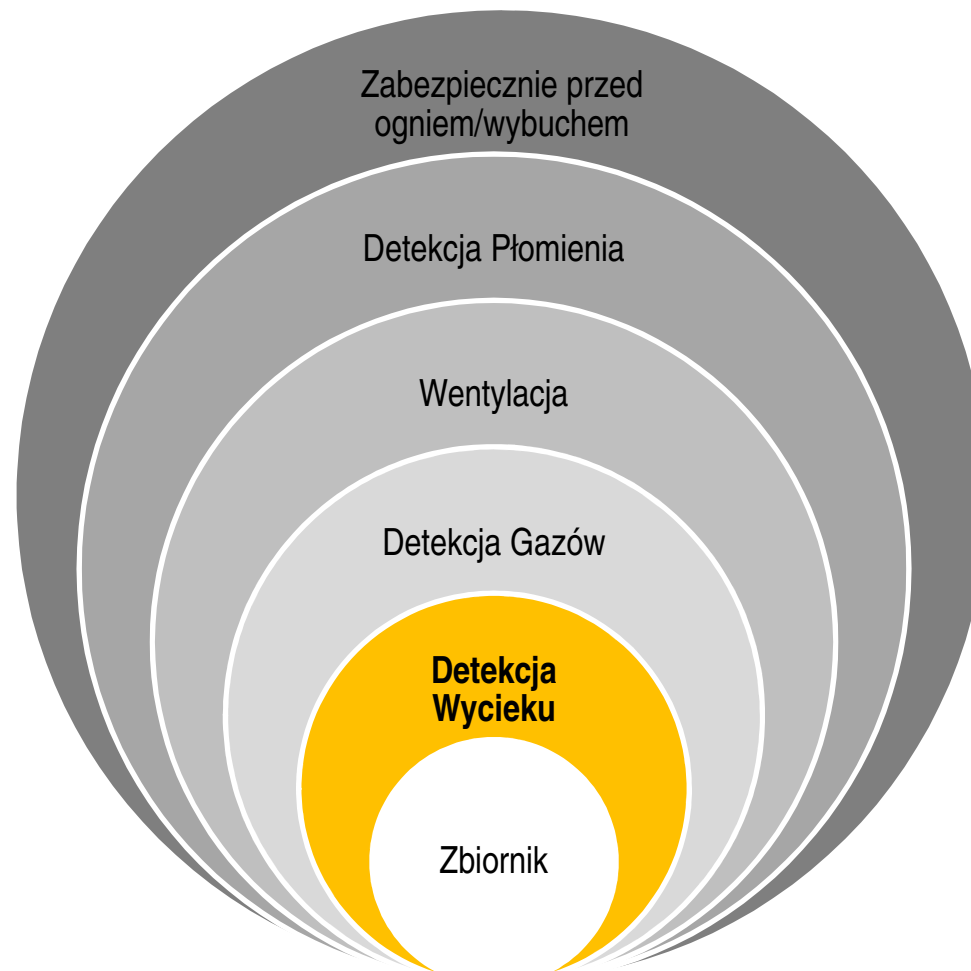 Zabezpiecznie przed
ogniem/wybuchem
Detekcja Płomienia
Wentylacja
Detekcja Gazów
Detekcja
Wycieku
Zbiornik